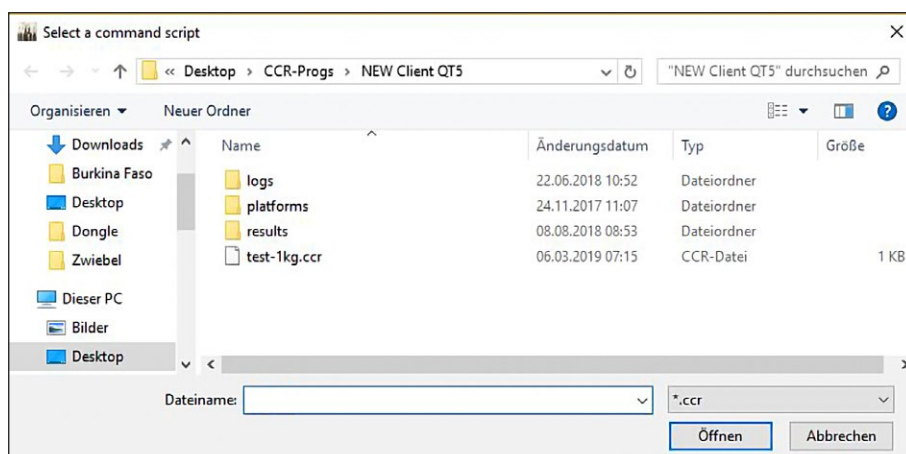 Select a command script
« Desktop > CCR-Progs > NEW Client QT5
"NEW Client QT5" durchsuchen
Organisieren
Neuer Ordner
Downloads
Burkina Faso
Desktop
Dongle
Zwiebel
Dieser PC
Bilder
Desktop
Name Änderungsdatum Typ Größe
logs 22.06.2018 10:52 Dateiordner
platforms 24.11.2017 11:07 Dateiordner
results 08.08.2018 08:53 Dateiordner
test-1kg.ccr 06.03.2019 07:15 CCR-Datei 1 KB
Dateiname:
*.ccr
Öffnen
Abbrechen